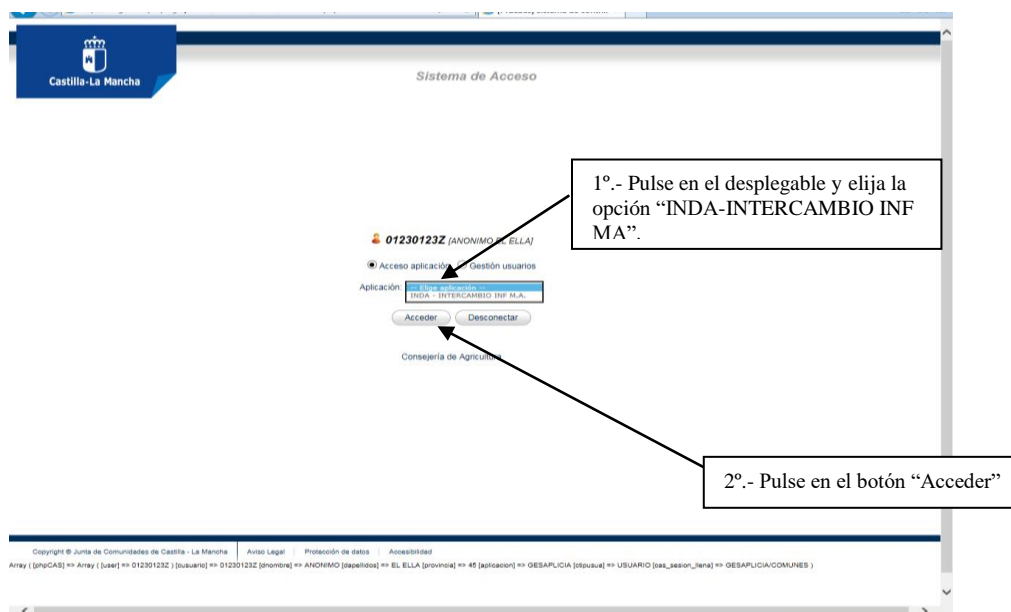 Castilla-La Mancha
Sistema de Acceso
1º.- Pulse en el desplegable y elija la
opción “INDA-INTERCAMBIO INF
MA”.
01230123Z [ANONIMO EL ELLA]
Acceso aplicación Gestión usuarios
Aplicación: -- Elige aplicación --
INDA - INTERCAMBIO INF M.A.
Acceder Desconectar
Consejería de Agricultura
2º.- Pulse en el botón “Acceder”
Copyright © Junta de Comunidades de Castilla - La Mancha Aviso Legal Protección de datos Accesibilidad
Array ( [phpCAS] => Array ( [user] => 01230123Z ) [cusuario] => 01230123Z [dnombre] => ANONIMO [dapellidos] => EL ELLA [provincia] => 45 [aplicacion] => GESAPLICIA [ctipusua] => USUARIO [cas_sesion_llena] => GESAPLICIA/COMUNES )